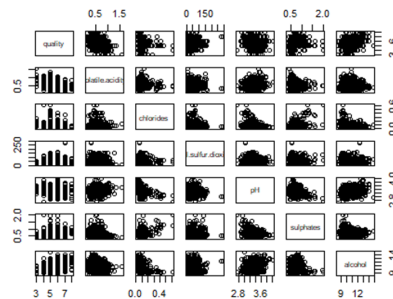 0.5 1.5 0 150 0.5 2.0
quality
0.5 platile.acidit
chlorides
0 250 l.sulfur.dioxi
pH
0.5 2.0 sulphates
alcohol
3 5 7 0.0 0.4 2.8 3.6 9 12